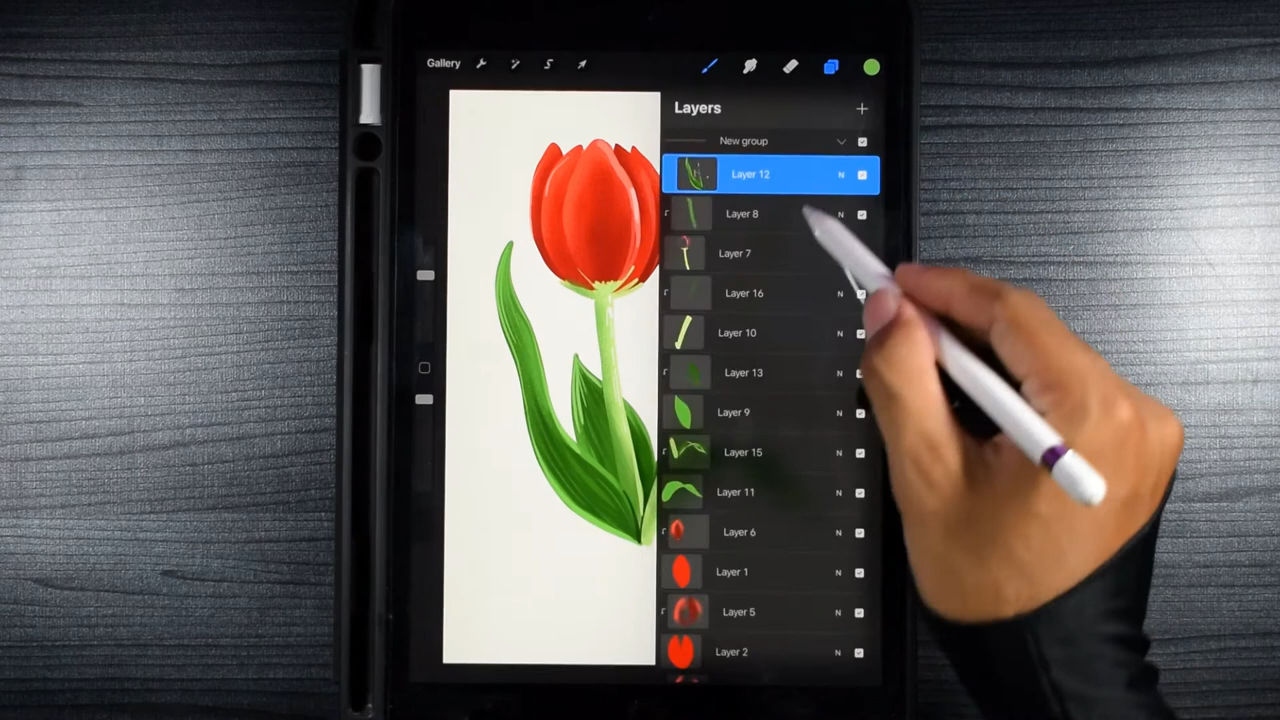 Gallery
Layers
New group
Layer 12 N
Layer 8 N
Layer 7
Layer 16 N
Layer 10 N
Layer 13 N
Layer 9 N
Layer 15 N
Layer 11 N
Layer 6 N
Layer 1 N
Layer 5 N
Layer 2 N